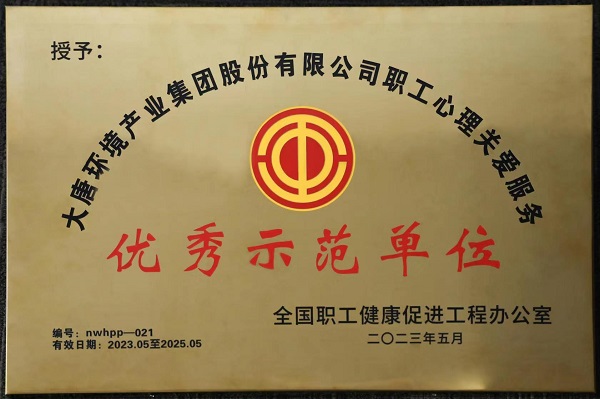 授予：
大唐环境产业集团股份有限公司职工心理关爱服务
优秀示范单位
全国职工健康促进工程办公室
二〇二三年五月
编号：nwhpp—021
有效日期：2023.05至2025.05